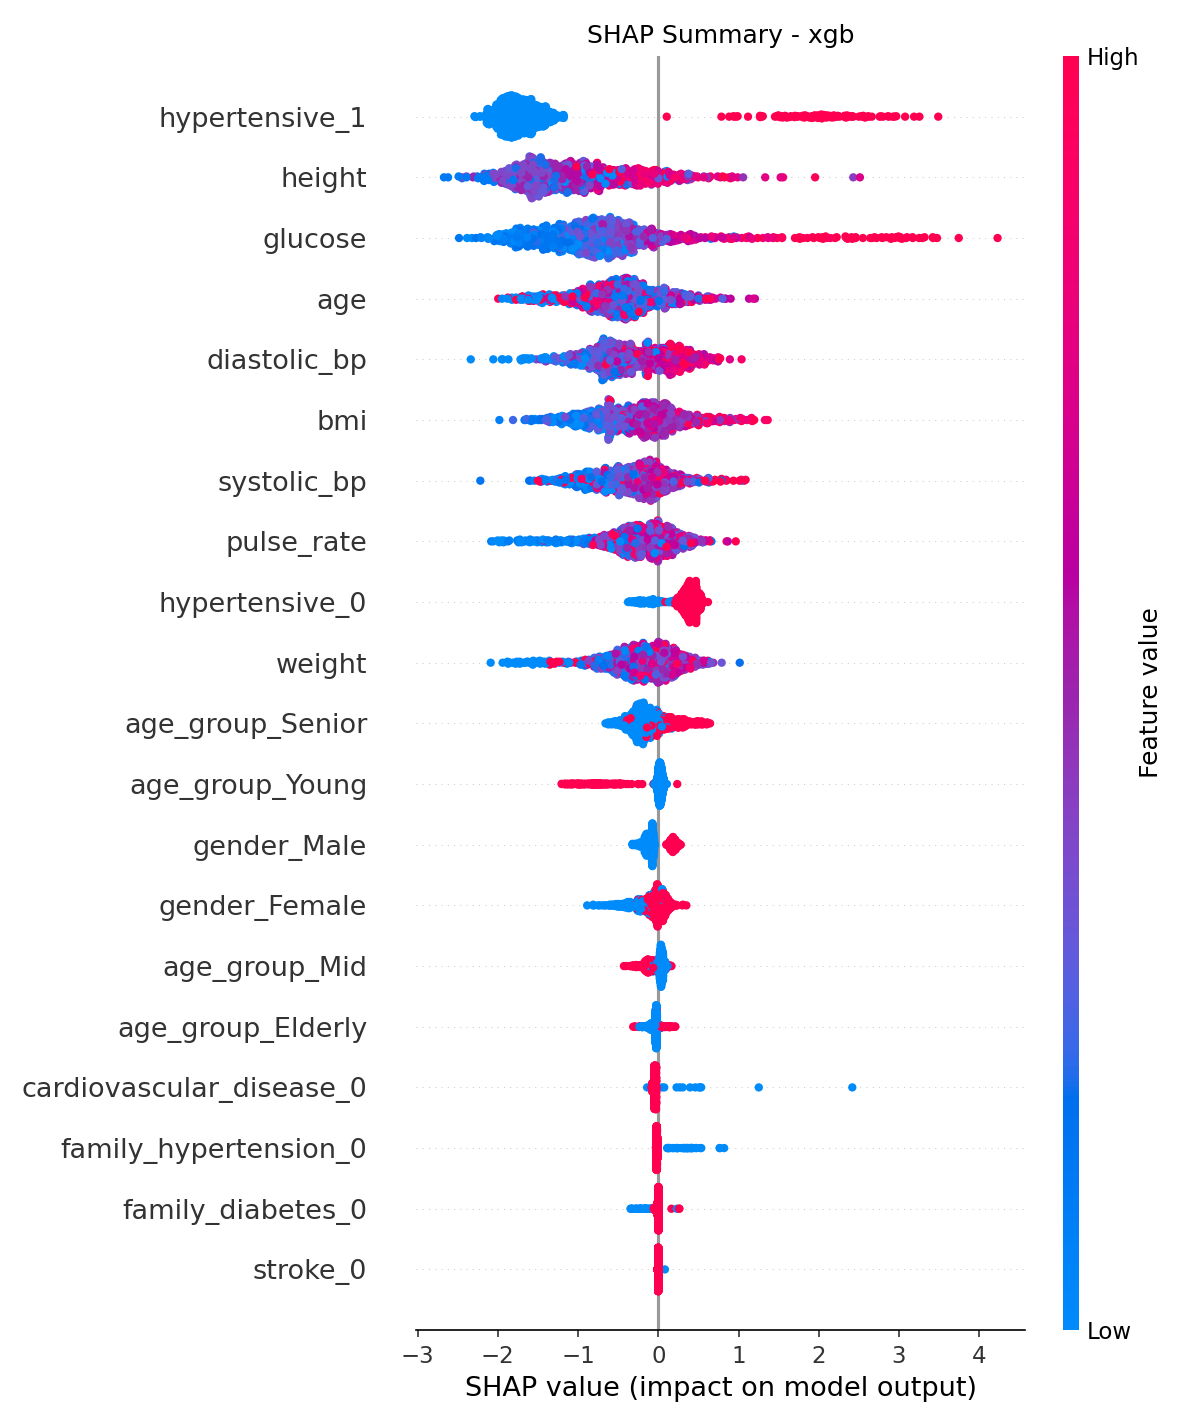 SHAP Summary - xgb
High
hypertensive_1
height
glucose
age
diastolic_bp
bmi
systolic_bp
pulse_rate
hypertensive_0
weight
age_group_Senior
age_group_Young
gender_Male
gender_Female
age_group_Mid
age_group_Elderly
cardiovascular_disease_0
family_hypertension_0
family_diabetes_0
stroke_0
Feature value
Low
−3 −2 −1 0 1 2 3 4
SHAP value (impact on model output)